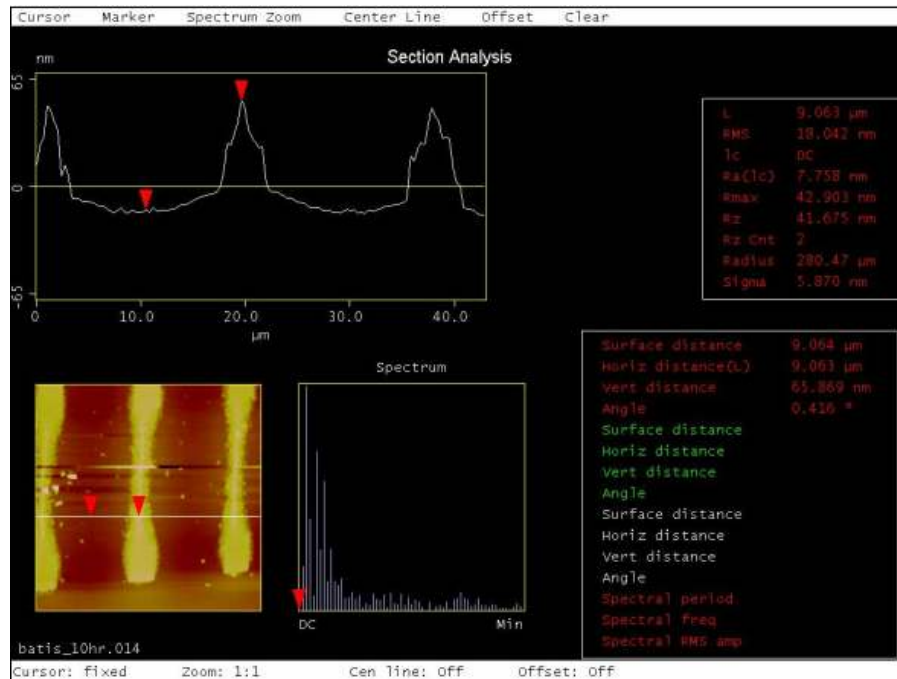 Cursor Marker Spectrum Zoom Center Line Offset Clear
nm
Section Analysis
65
0
-65
0 10.0 20.0 30.0 40.0
µm
L 9.063 µm
RMS 18.042 nm
lc DC
Ra(lc) 7.758 nm
Rmax 42.903 nm
Rz 41.675 nm
Rz Cnt 2
Radius 280.47 µm
Sigma 5.870 nm
Surface distance 9.064 µm
Horiz distance(L) 9.063 µm
Vert distance 65.869 nm
Angle 0.416 °
Surface distance
Horiz distance
Vert distance
Angle
Surface distance
Horiz distance
Vert distance
Angle
Spectral period
Spectral freq
Spectral RMS amp
Spectrum
DC Min
batis_10hr.014
Cursor: fixed Zoom: 1:1 Cen line: Off Offset: Off